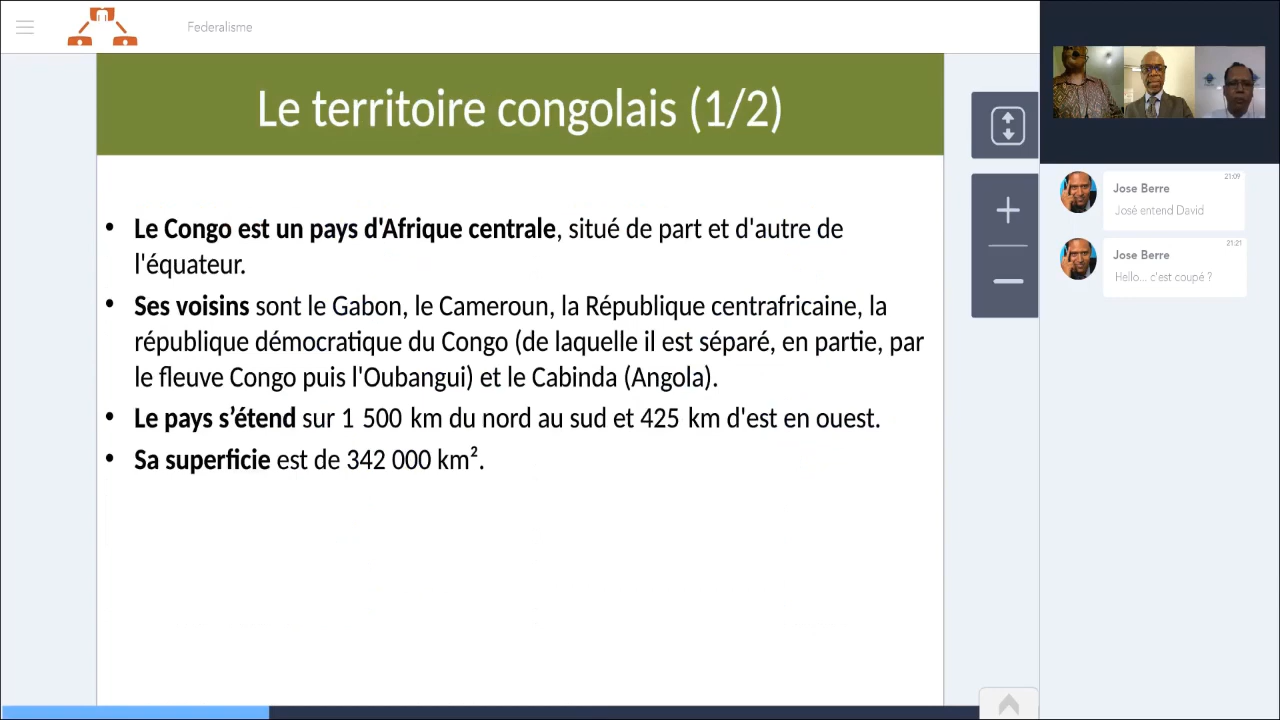 Federalisme
Le territoire congolais (1/2)
• Le Congo est un pays d'Afrique centrale, situé de part et d'autre de
l'équateur.
• Ses voisins sont le Gabon, le Cameroun, la République centrafricaine, la
république démocratique du Congo (de laquelle il est séparé, en partie, par
le fleuve Congo puis l'Oubangui) et le Cabinda (Angola).
• Le pays s’étend sur 1 500 km du nord au sud et 425 km d'est en ouest.
• Sa superficie est de 342 000 km².
21:09
Jose Berre
José entend David
21:21
Jose Berre
Hello... c'est coupé ?